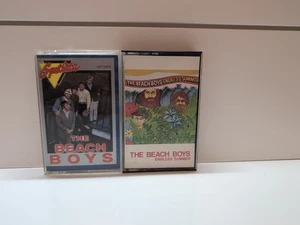 THE
BEACH
BOYS
THE BEACH BOYS ENDLESS SUMMER
THE BEACH BOYS
ENDLESS SUMMER